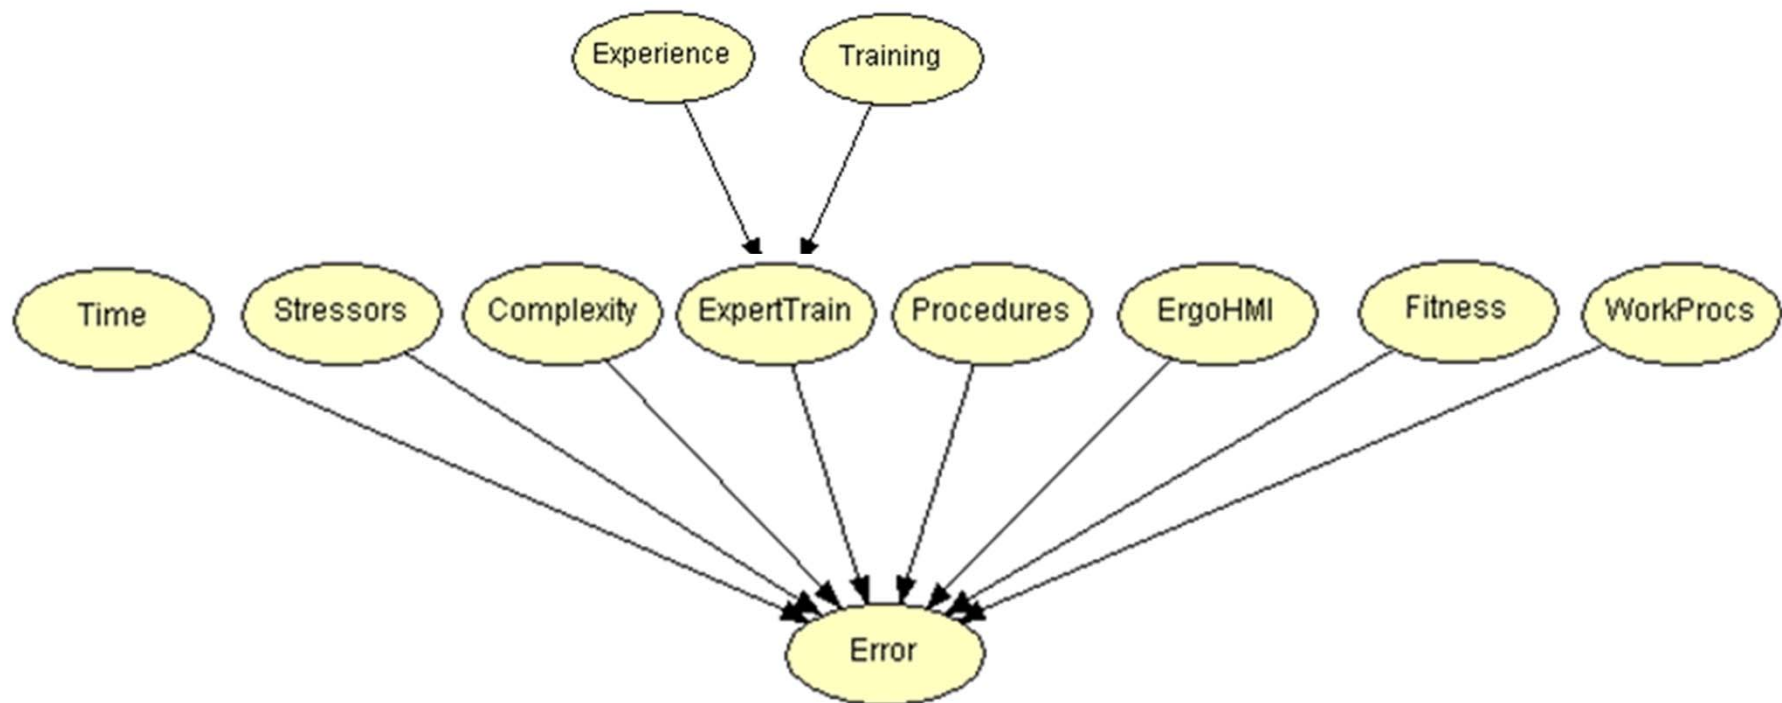 Experience
Training
Time
Stressors
Complexity
ExpertTrain
Procedures
ErgoHMI
Fitness
WorkProcs
Error